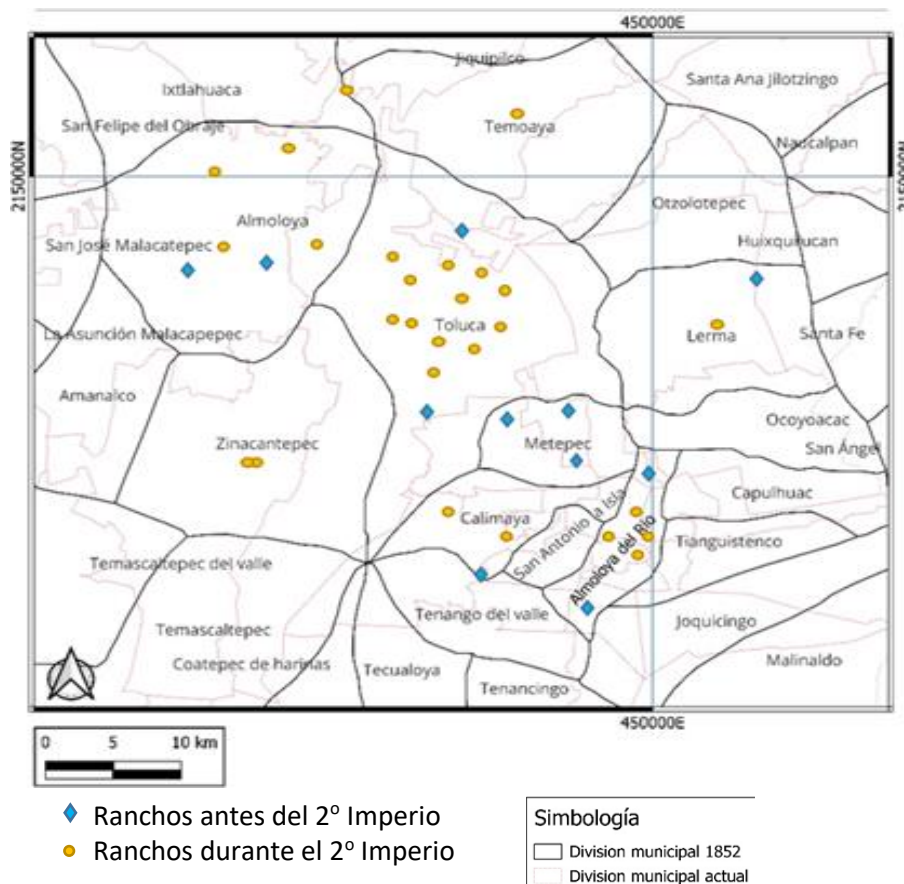 450000E
Jiquipilco
Ixtlahuaca
Santa Ana Jilotzingo
San Felipe del Obraje
Temoaya
Naucalpan
2150000N
2150000N
Otzolotepec
Almoloya
San José Malacatepec
Huixquilucan
Toluca
La Asunción Malacapepec
Lerma
Santa Fe
Amanalco
Ocoyoacac
Zinacantepec
Metepec
San Ángel
Capulhuac
Calimaya
San Antonio la Isla
Almoloya del Río
Tianguistenco
Temascaltepec del valle
Tenango del valle
Joquicingo
Temascaltepec
Coatepec de harinas
Tecualoya
Malinaldo
Tenancingo
450000E
0 5 10 km
Ranchos antes del 2º Imperio
Ranchos durante el 2º Imperio
Simbología
Division municipal 1852
Division municipal actual